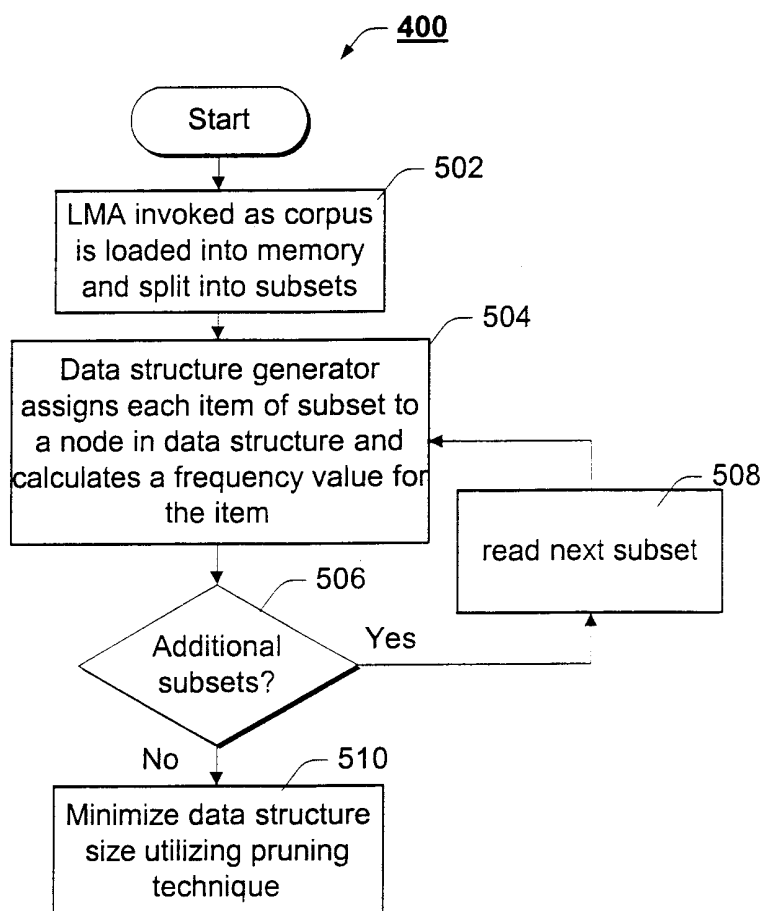 400
Start
502
LMA invoked as corpus
is loaded into memory
and split into subsets
504
Data structure generator
assigns each item of subset to
a node in data structure and
calculates a frequency value for
the item
508
read next subset
506
Additional
subsets?
Yes
No
510
Minimize data structure
size utilizing pruning
technique